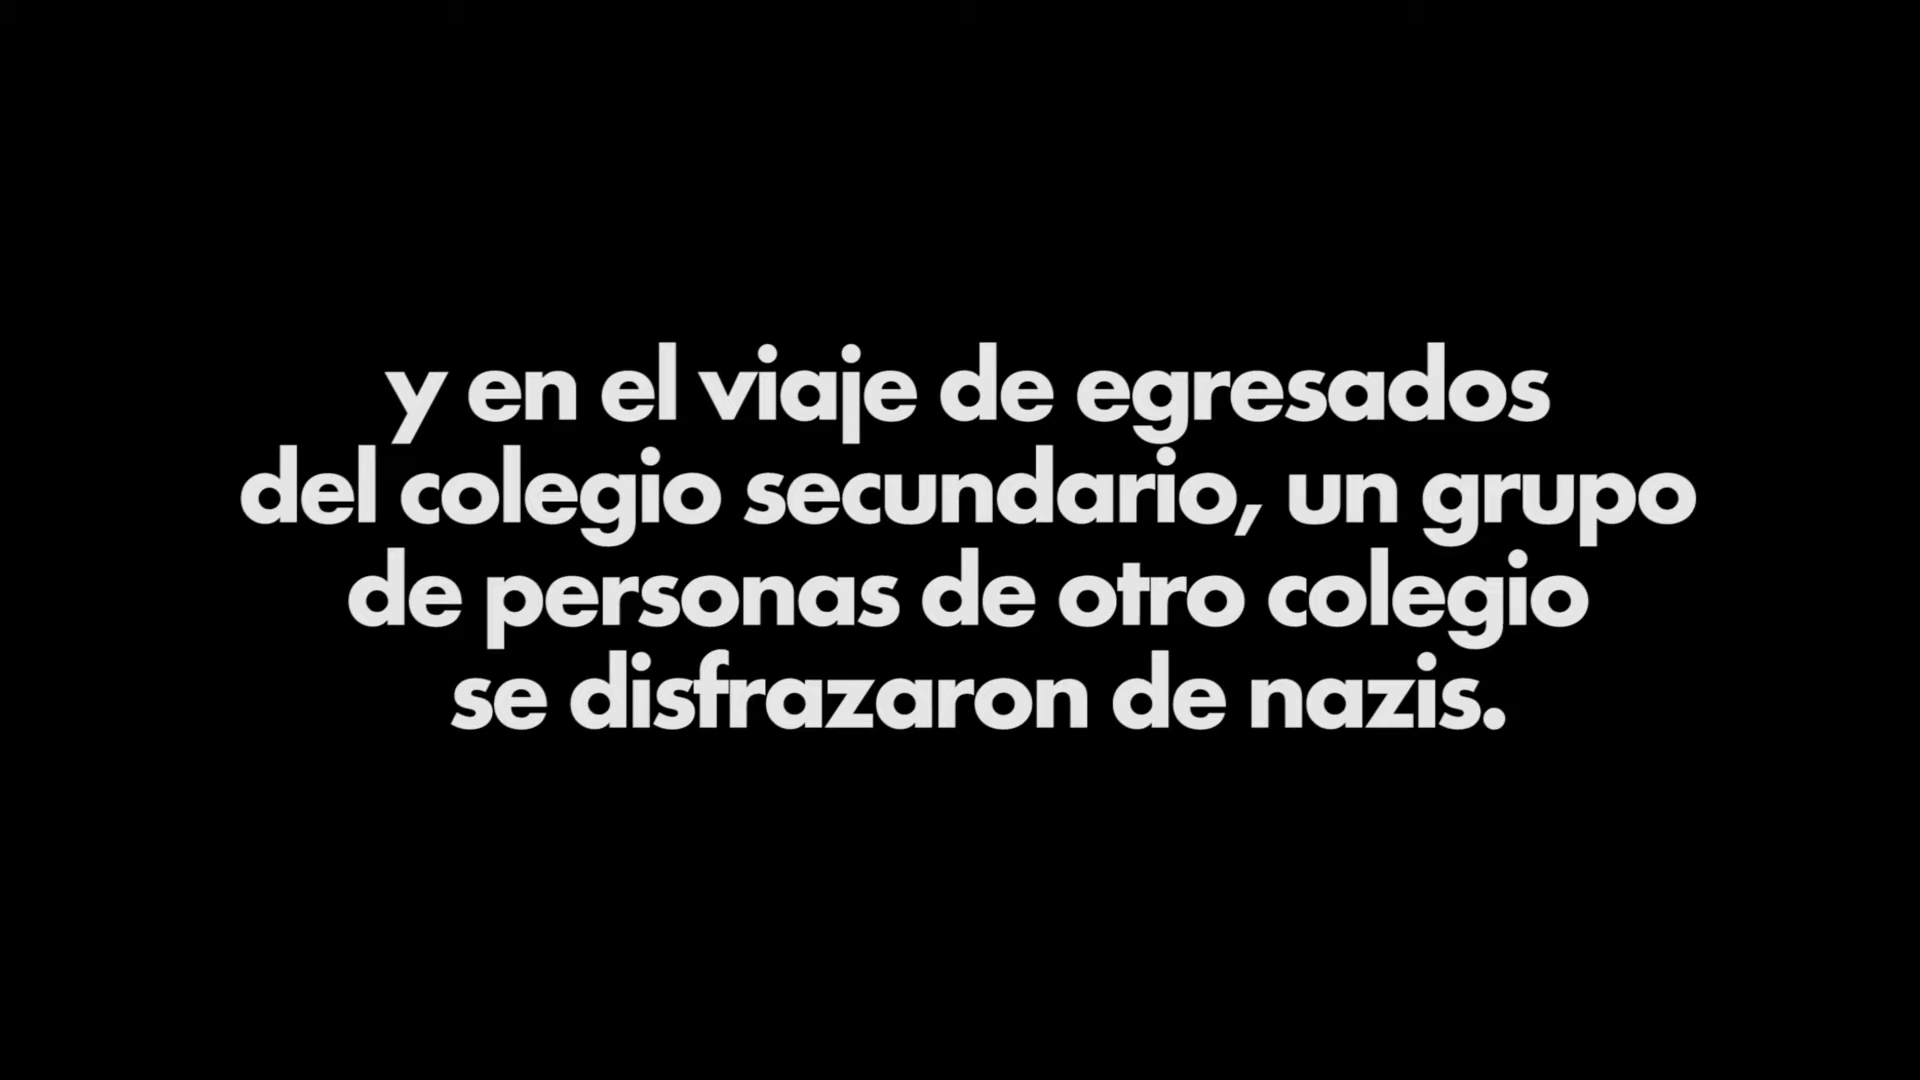 y en el viaje de egresados
del colegio secundario, un grupo
de personas de otro colegio
se disfrazaron de nazis.